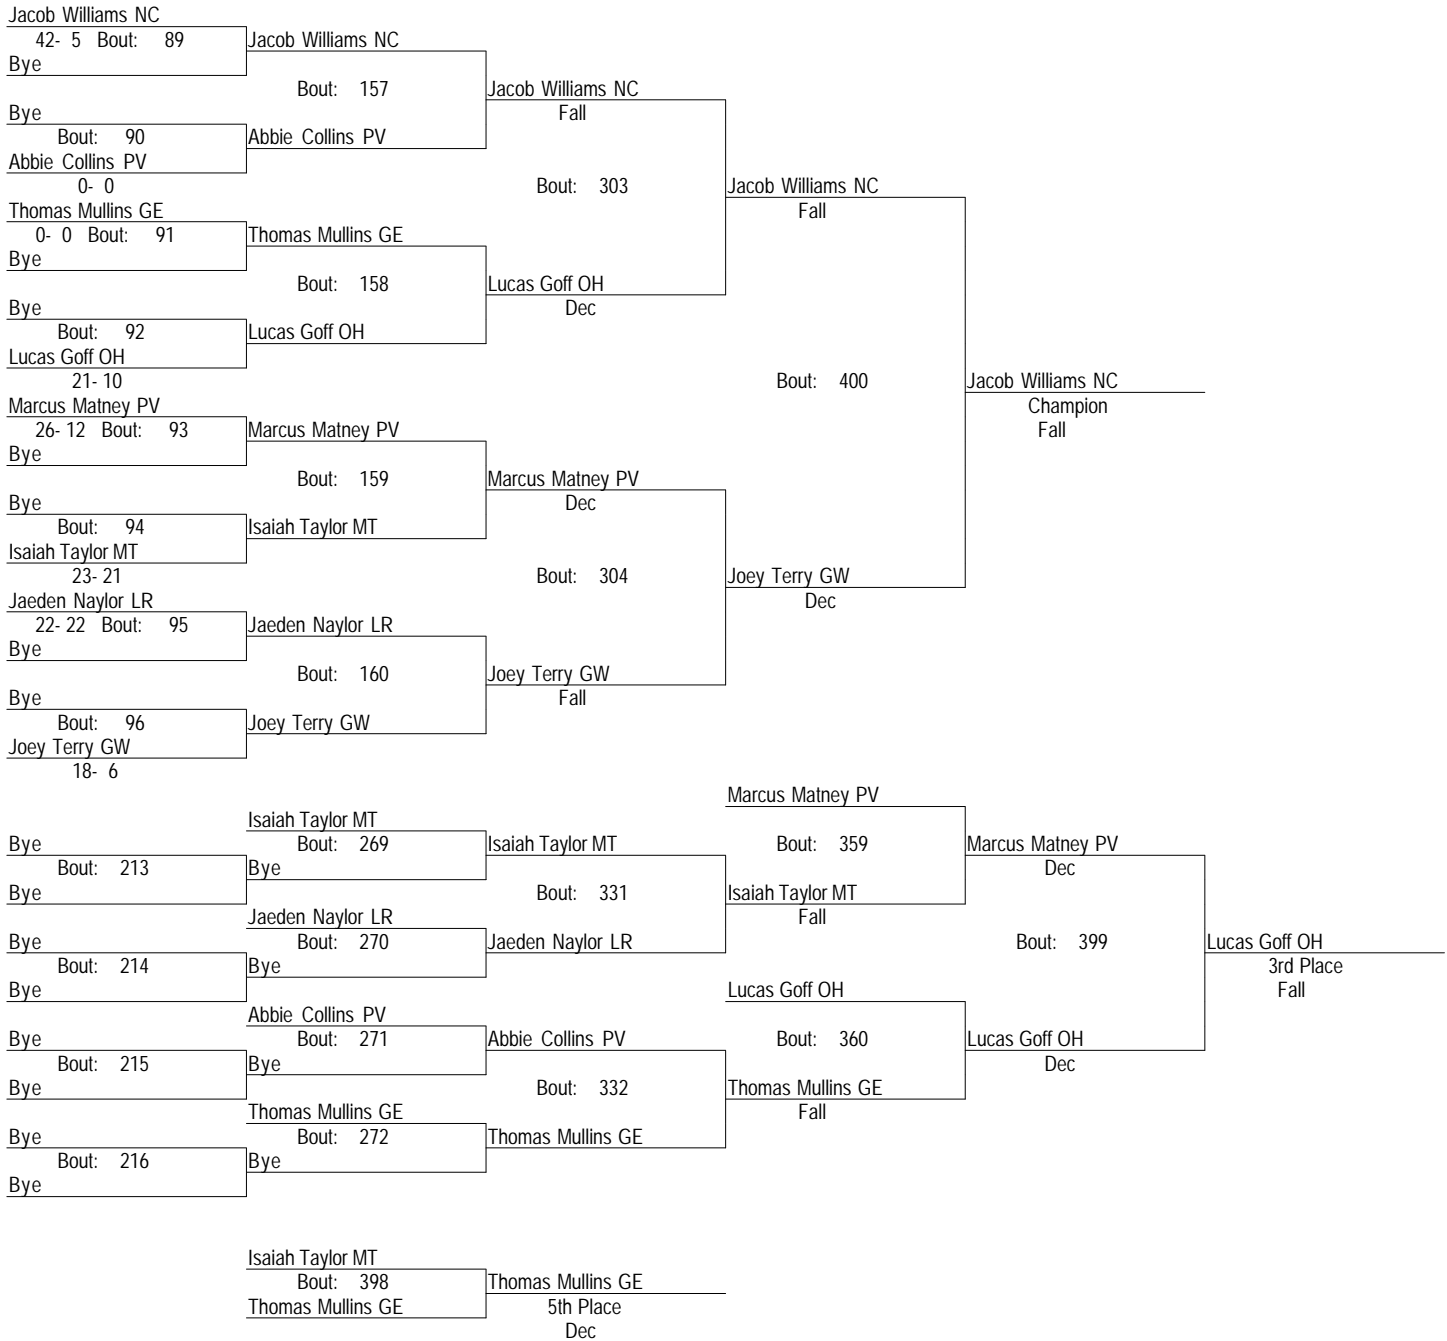 Jacob Williams NC
42- 5 Bout: 89 Jacob Williams NC
Bye
Bout: 157 Jacob Williams NC
Bye Fall
Bout: 90 Abbie Collins PV
Abbie Collins PV
0- 0 Bout: 303 Jacob Williams NC
Thomas Mullins GE Fall
0- 0 Bout: 91 Thomas Mullins GE
Bye
Bout: 158 Lucas Goff OH
Bye Dec
Bout: 92 Lucas Goff OH
Lucas Goff OH
21- 10 Bout: 400 Jacob Williams NC
Marcus Matney PV Champion
26- 12 Bout: 93 Marcus Matney PV Fall
Bye
Bout: 159 Marcus Matney PV
Bye Dec
Bout: 94 Isaiah Taylor MT
Isaiah Taylor MT
23- 21 Bout: 304 Joey Terry GW
Jaeden Naylor LR Dec
22- 22 Bout: 95 Jaeden Naylor LR
Bye
Bout: 160 Joey Terry GW
Bye Fall
Bout: 96 Joey Terry GW
Joey Terry GW
18- 6
Marcus Matney PV
Isaiah Taylor MT
Bye Bout: 269 Isaiah Taylor MT Bout: 359 Marcus Matney PV
Bout: 213 Bye Dec
Bye Bout: 331 Isaiah Taylor MT
Jaeden Naylor LR Fall
Bye Bout: 270 Jaeden Naylor LR Bout: 399 Lucas Goff OH
Bout: 214 Bye 3rd Place
Bye Lucas Goff OH Fall
Abbie Collins PV
Bye Bout: 271 Abbie Collins PV Bout: 360 Lucas Goff OH
Bout: 215 Bye Dec
Bye Bout: 332 Thomas Mullins GE
Thomas Mullins GE Fall
Bye Bout: 272 Thomas Mullins GE
Bout: 216 Bye
Bye
Isaiah Taylor MT
Bout: 398 Thomas Mullins GE
Thomas Mullins GE 5th Place
Dec